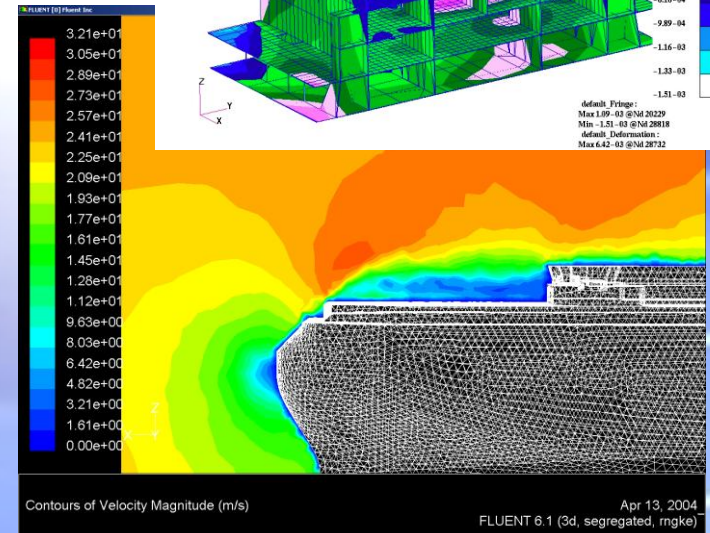 FLUENT [0] Fluent Inc
3.21e+01
3.05e+01
2.89e+01
2.73e+01
2.57e+01
2.41e+01
2.25e+01
2.09e+01
1.93e+01
1.77e+01
1.61e+01
1.45e+01
1.28e+01
1.12e+01
9.63e+00
8.03e+00
6.42e+00
4.82e+00
3.21e+00
1.61e+00
0.00e+00
Z
Y
X
-9.89-04
-1.16-03
-1.33-03
-1.51-03
default_Fringe :
Max 1.09-03 @Nd 20229
Min -1.51-03 @Nd 28818
default_Deformation :
Max 6.42-03 @Nd 28732
Z
X
Y
Contours of Velocity Magnitude (m/s)
Apr 13, 2004
FLUENT 6.1 (3d, segregated, rngke)